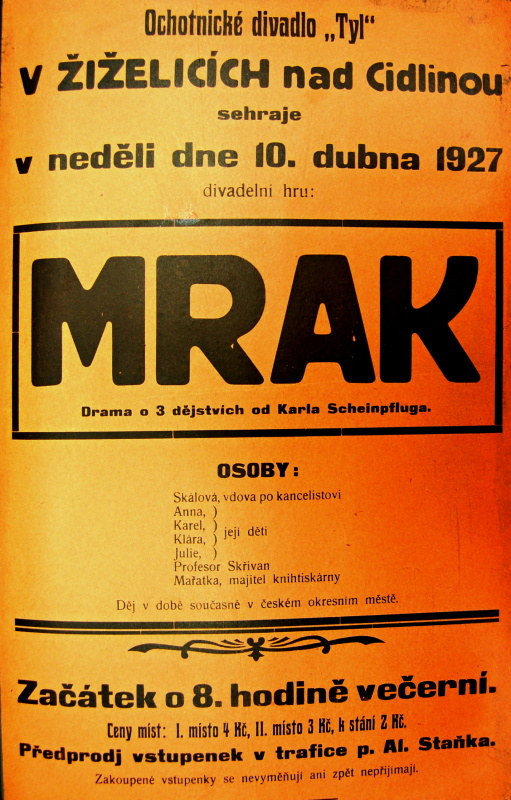 Ochotnické divadlo „Tyl“
v ŽIŽELICÍCH nad Cidlinou
sehraje
v neděli dne 10. dubna 1927
divadelní hru:
MRAK
Drama o 3 dějstvích od Karla Scheinpfluga.
OSOBY:
Skálová, vdova po kancelistovi
Anna, )
Karel, )
Klára, ) její děti
Julie, )
Profesor Skřivan
Mařatka, majitel knihtiskárny
Děj v době současné v českém okresním městě.
Začátek o 8. hodině večerní.
Ceny míst: I. místo 4 Kč, II. místo 3 Kč, k stání 2 Kč.
Předprodj vstupenek v trafice p. Al. Staňka.
Zakoupené vstupenky se nevyměňují ani zpět nepřijímají.